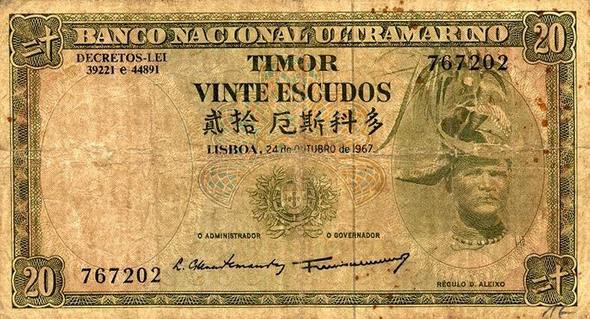 20 BANCO NACIONAL ULTRAMARINO 20
二十
DECRETOS-LEI
39221 e 44891
TIMOR
767202
VINTE ESCUDOS
貳拾 厄斯科多
LISBOA, 24 de OUTUBRO de 1967
O ADMINISTRADOR
O GOVERNADOR
RÉGULO D. ALEIXO
20 767202
二十